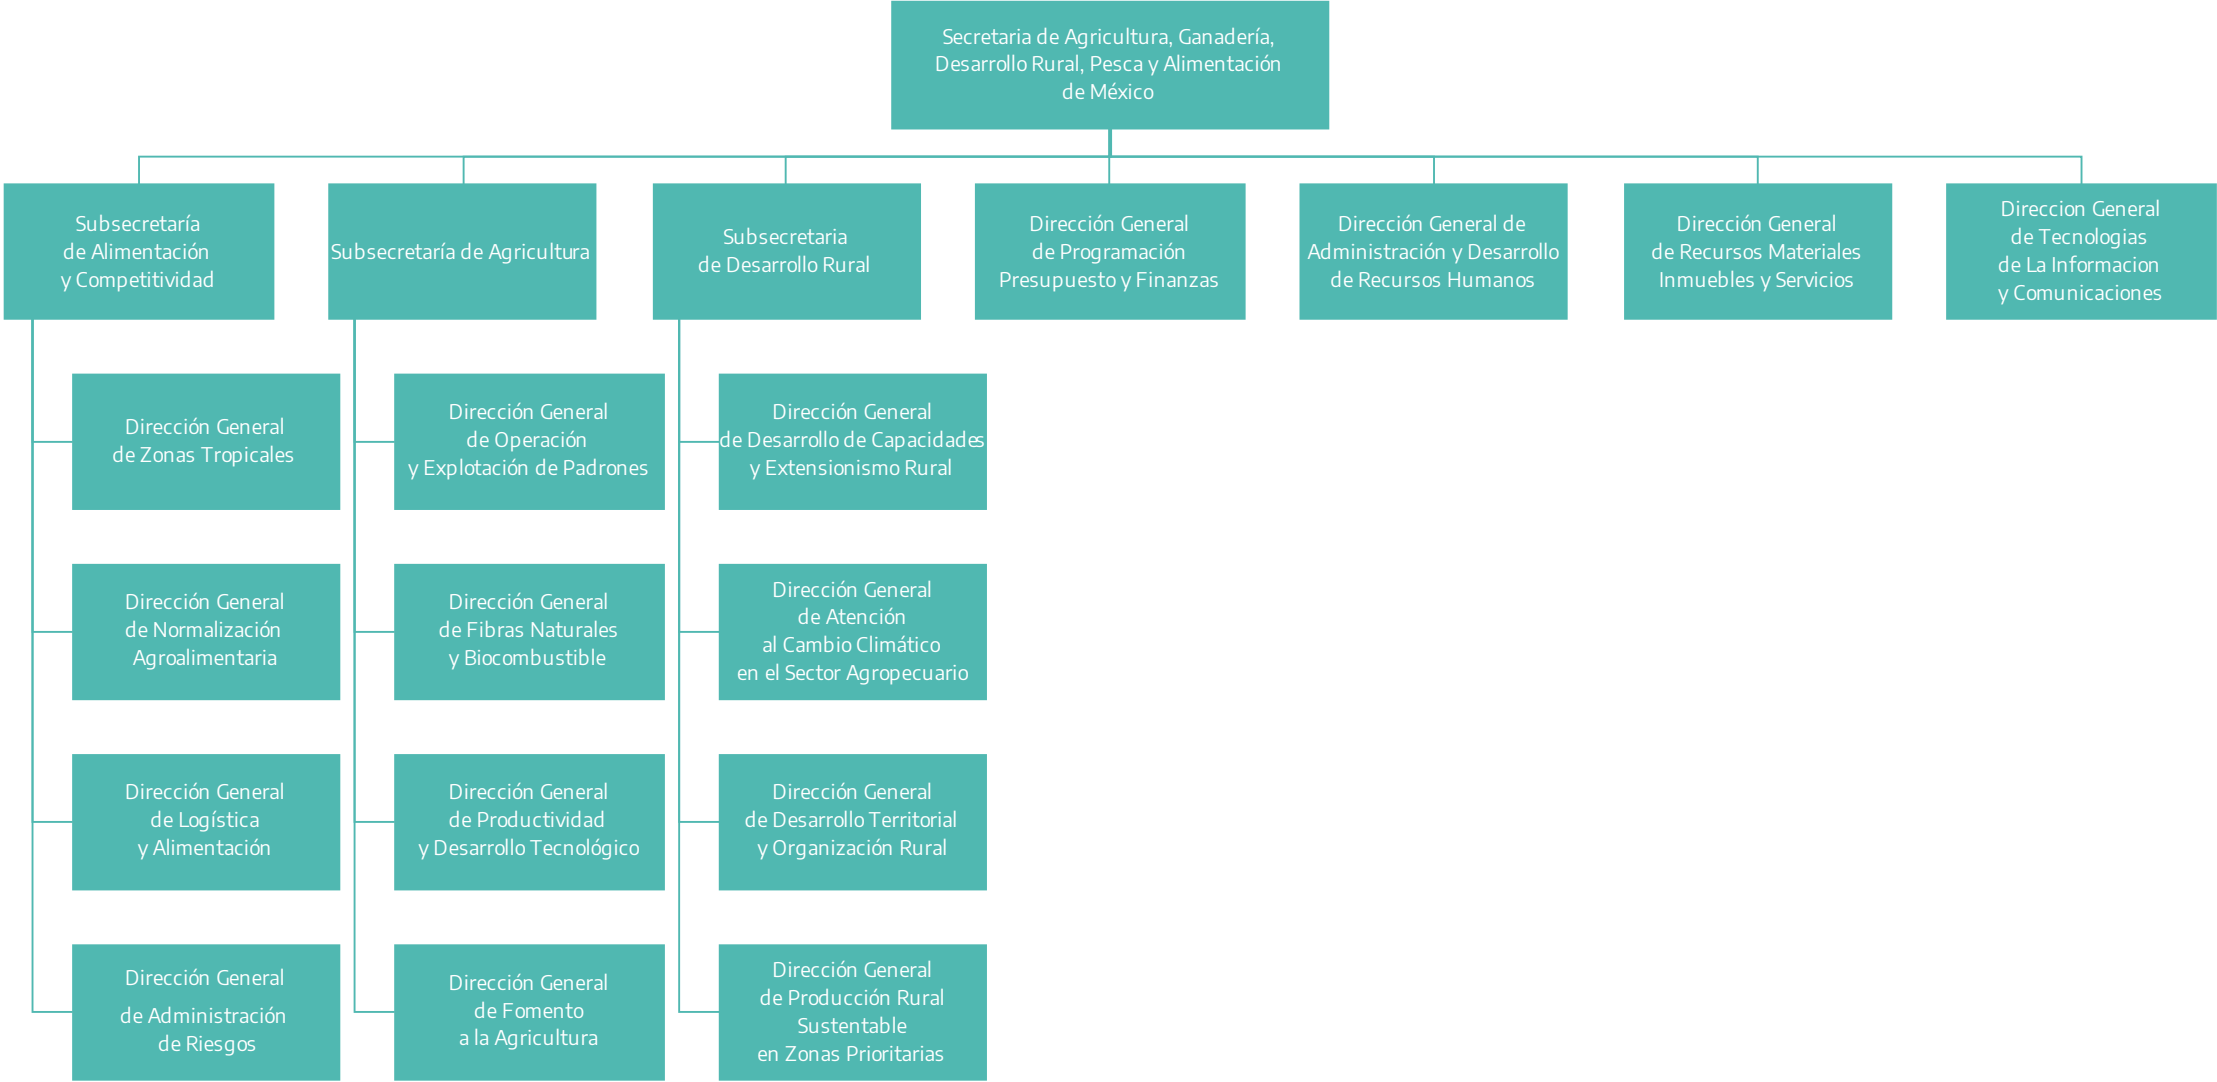 Secretaria de Agricultura, Ganadería,
Desarrollo Rural, Pesca y Alimentación
de México
Subsecretaría
de Alimentación
y Competitividad
Subsecretaría de Agricultura
Subsecretaria
de Desarrollo Rural
Dirección General
de Programación
Presupuesto y Finanzas
Dirección General de
Administración y Desarrollo
de Recursos Humanos
Dirección General
de Recursos Materiales
Inmuebles y Servicios
Direccion General
de Tecnologias
de La Informacion
y Comunicaciones
Dirección General
de Zonas Tropicales
Dirección General
de Operación
y Explotación de Padrones
Dirección General
de Desarrollo de Capacidades
y Extensionismo Rural
Dirección General
de Normalización
Agroalimentaria
Dirección General
de Fibras Naturales
y Biocombustible
Dirección General
de Atención
al Cambio Climático
en el Sector Agropecuario
Dirección General
de Logística
y Alimentación
Dirección General
de Productividad
y Desarrollo Tecnológico
Dirección General
de Desarrollo Territorial
y Organización Rural
Dirección General
de Administración
de Riesgos
Dirección General
de Fomento
a la Agricultura
Dirección General
de Producción Rural
Sustentable
en Zonas Prioritarias